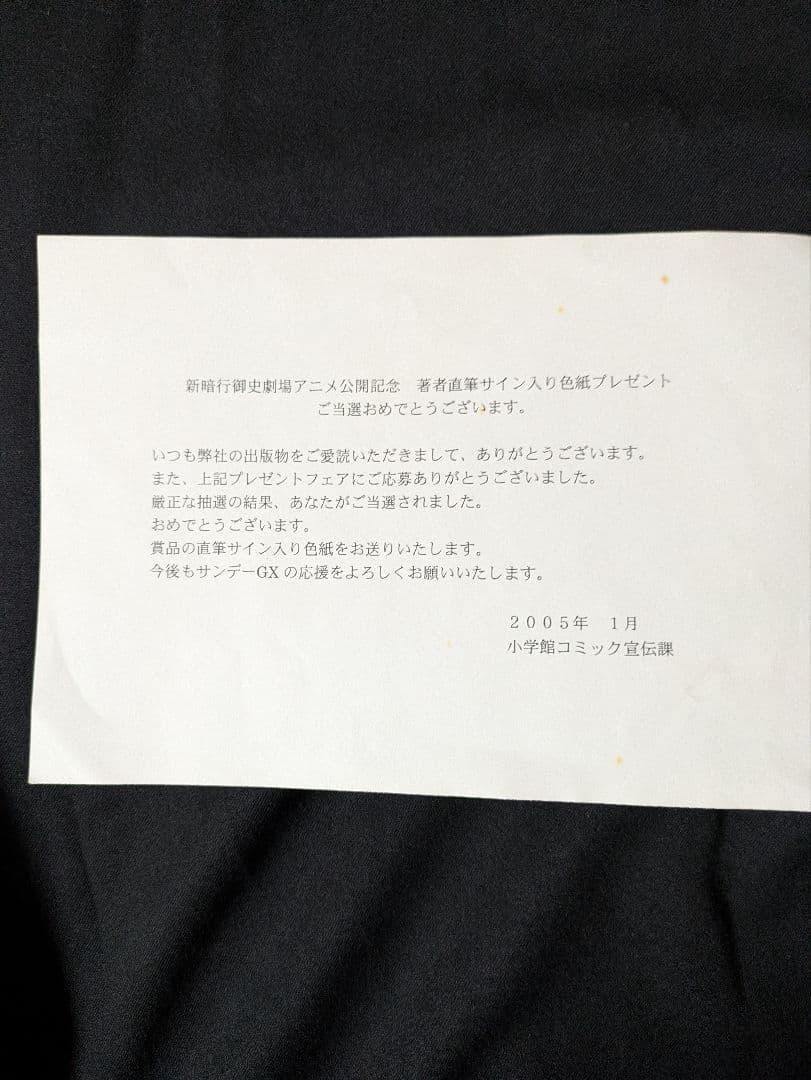 新暗行御史劇場アニメ公開記念　著者直筆サイン入り色紙プレゼント
ご当選おめでとうございます。
いつも弊社の出版物をご愛読いただきまして、ありがとうございます。
また、上記プレゼントフェアにご応募ありがとうございました。
厳正な抽選の結果、あなたがご当選されました。
おめでとうございます。
賞品の直筆サイン入り色紙をお送りいたします。
今後もサンデーGXの応援をよろしくお願いいたします。
２００５年　１月
小学館コミック宣伝課